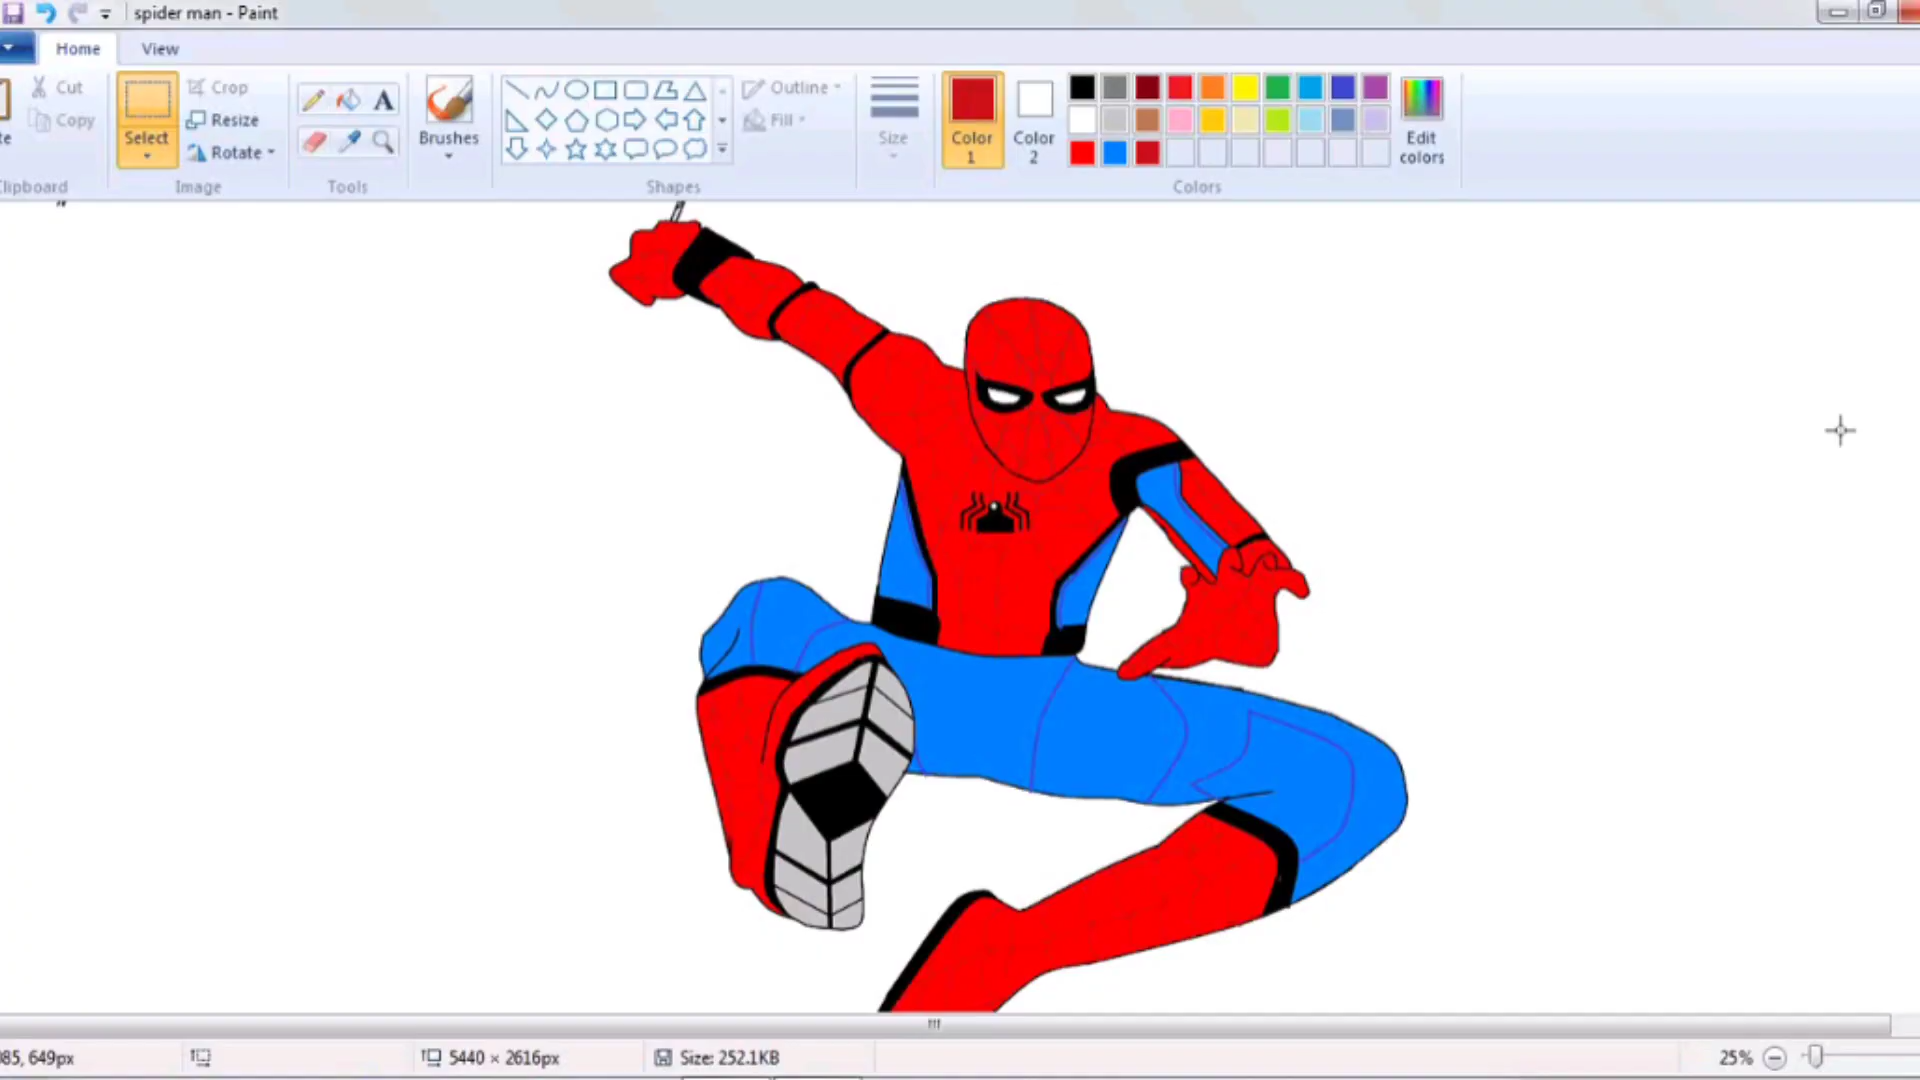 spider man - Paint
Home View
Cut
Copy
Clipboard
Select
Crop
Resize
Rotate
Image
A
Tools
Brushes
Shapes
Outline
Fill
Size
Color 1
Color 2
Edit colors
Colors
85, 649px
5440 × 2616px
Size: 252.1KB
25%